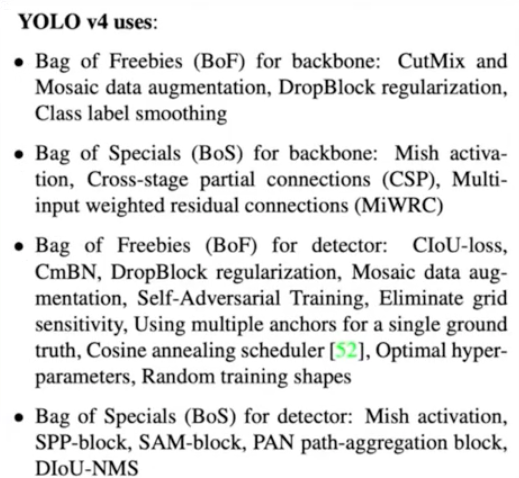 YOLO v4 uses:
• Bag of Freebies (BoF) for backbone: CutMix and
Mosaic data augmentation, DropBlock regularization,
Class label smoothing
• Bag of Specials (BoS) for backbone: Mish activa-
tion, Cross-stage partial connections (CSP), Multi-
input weighted residual connections (MiWRC)
• Bag of Freebies (BoF) for detector: CIoU-loss,
CmBN, DropBlock regularization, Mosaic data aug-
mentation, Self-Adversarial Training, Eliminate grid
sensitivity, Using multiple anchors for a single ground
truth, Cosine annealing scheduler [52], Optimal hyper-
parameters, Random training shapes
• Bag of Specials (BoS) for detector: Mish activation,
SPP-block, SAM-block, PAN path-aggregation block,
DIoU-NMS